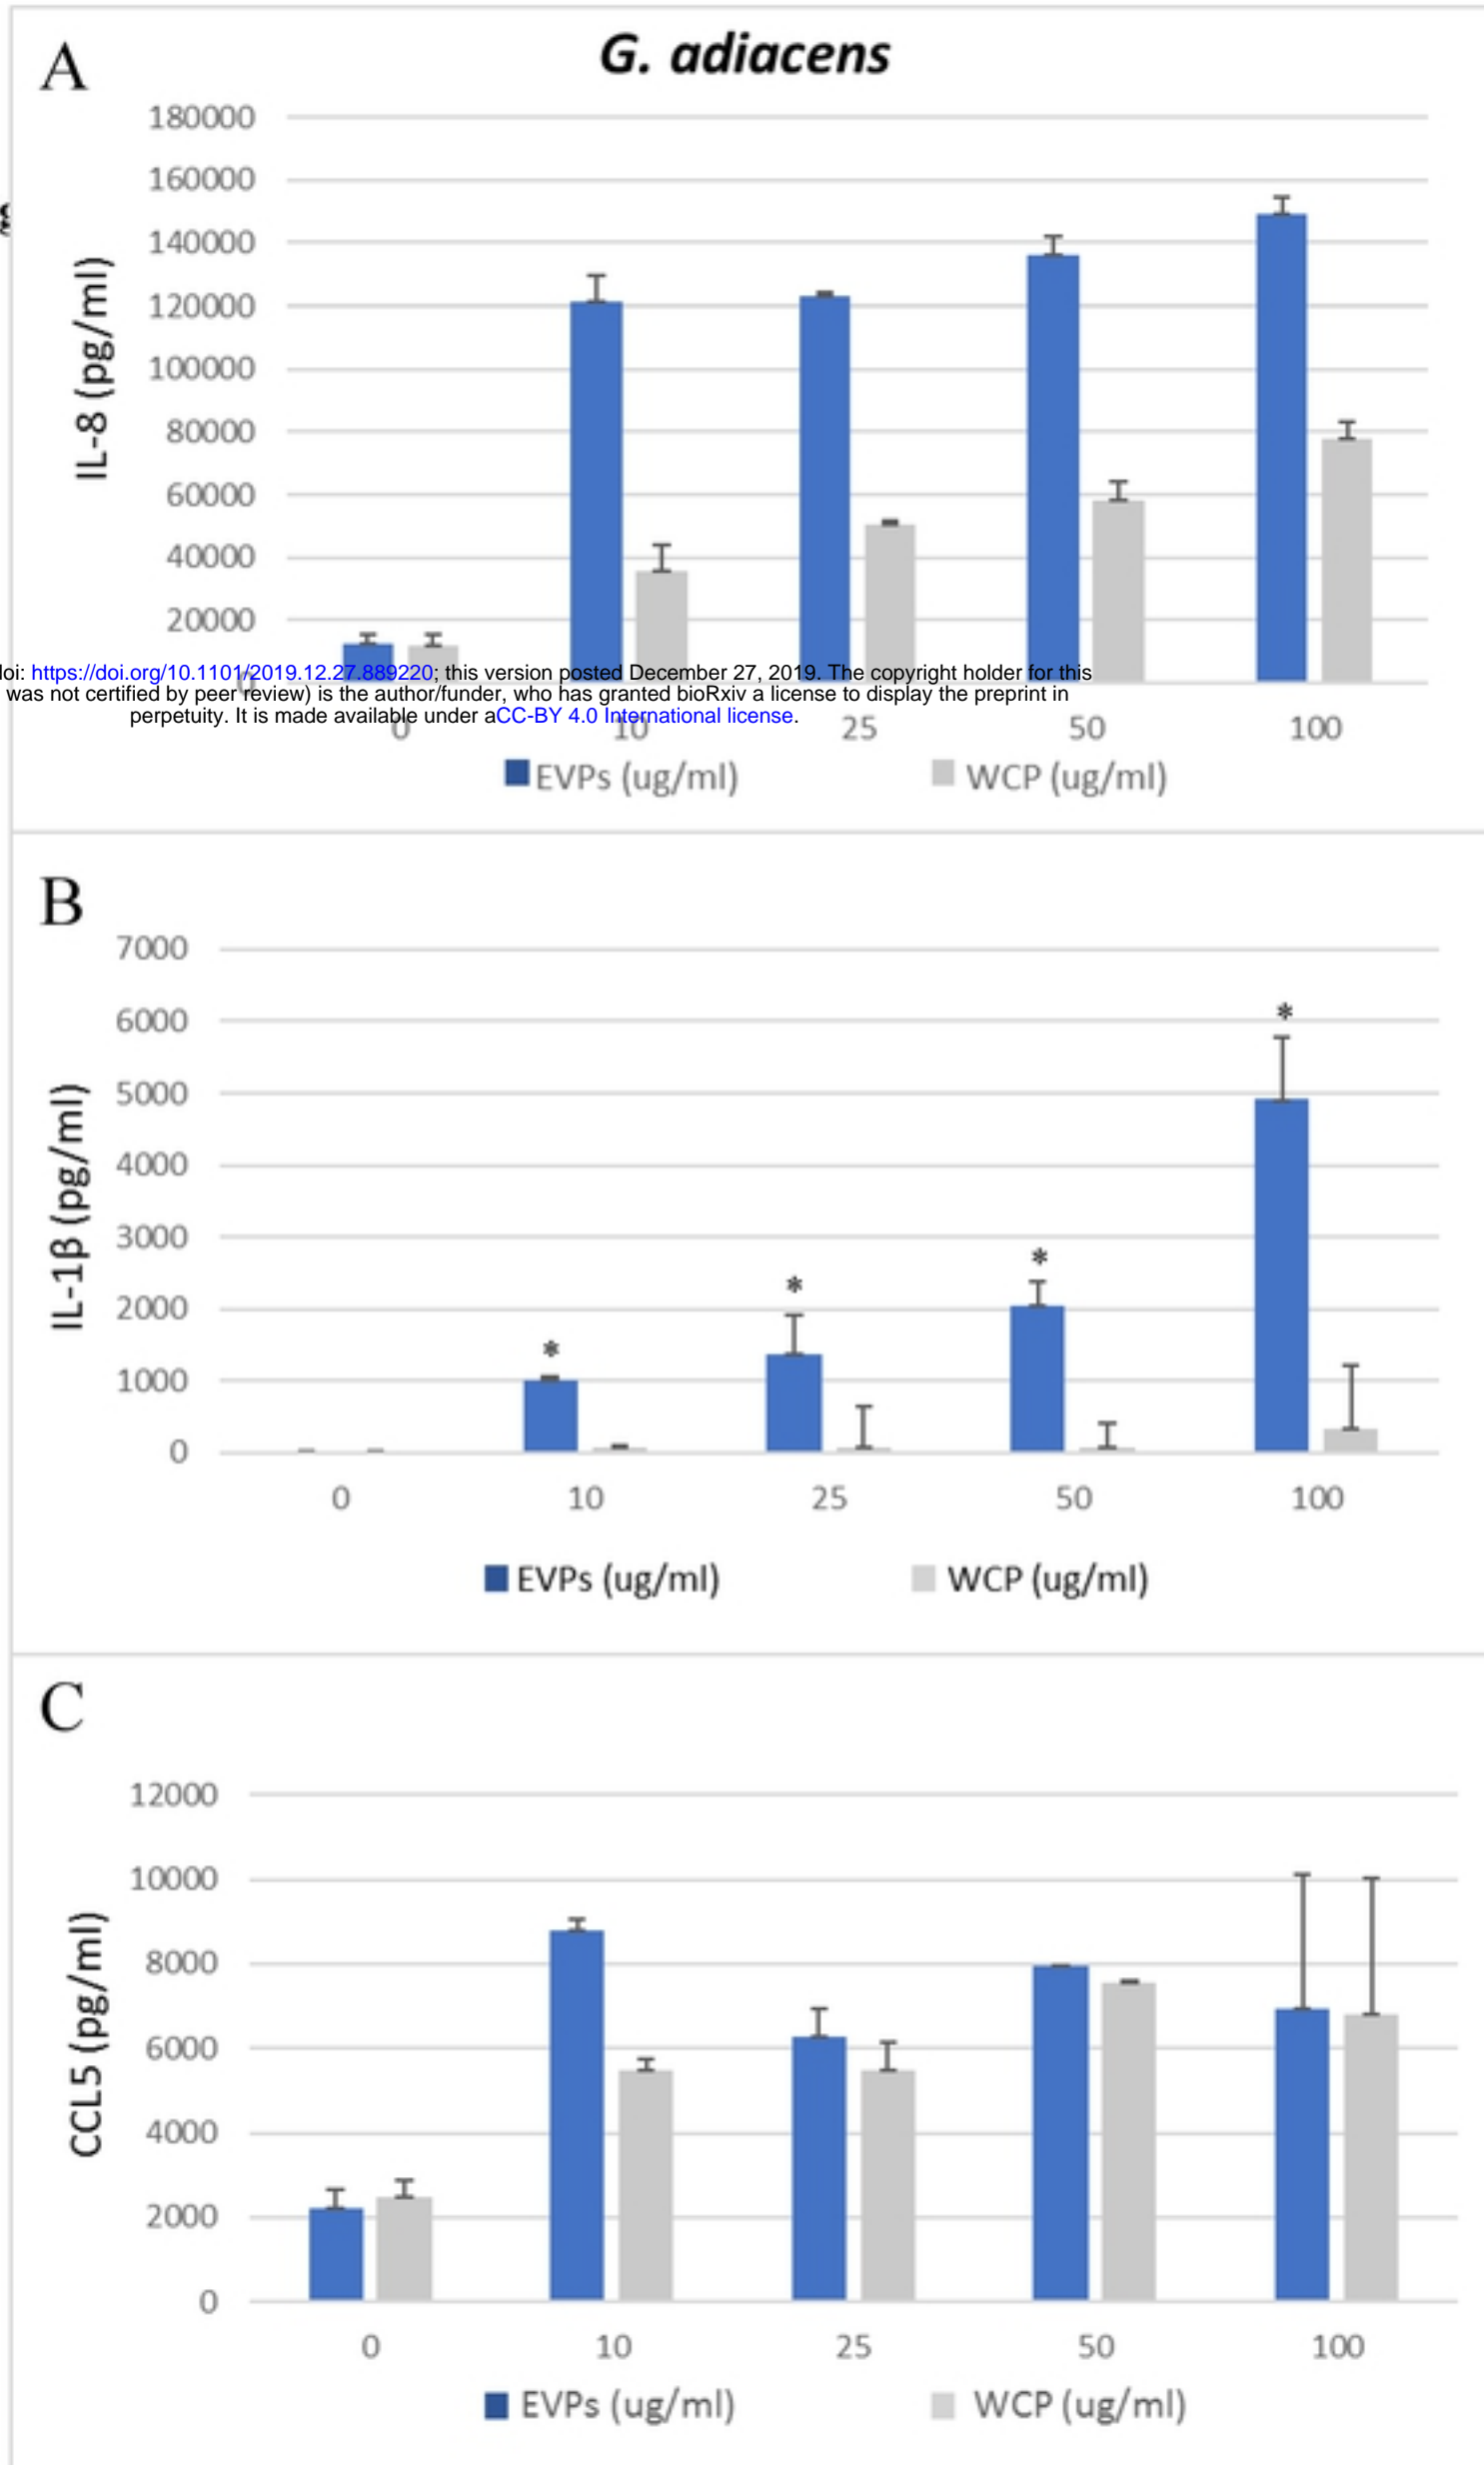 A
G. adiacens
180000
160000
140000
120000
100000
80000
60000
40000
20000
0
IL-8 (pg/ml)
oi: https://doi.org/10.1101/2019.12.27.889220; this version posted December 27, 2019. The copyright holder for this
was not certified by peer review) is the author/funder, who has granted bioRxiv a license to display the preprint in
perpetuity. It is made available under aCC-BY 4.0 International license.
0 10 25 50 100
EVPs (ug/ml) WCP (ug/ml)
B
7000
6000
5000
4000
3000
2000
1000
0
IL-1β (pg/ml)
*
*
*
*
0 10 25 50 100
EVPs (ug/ml) WCP (ug/ml)
C
12000
10000
8000
6000
4000
2000
0
CCL5 (pg/ml)
0 10 25 50 100
EVPs (ug/ml) WCP (ug/ml)